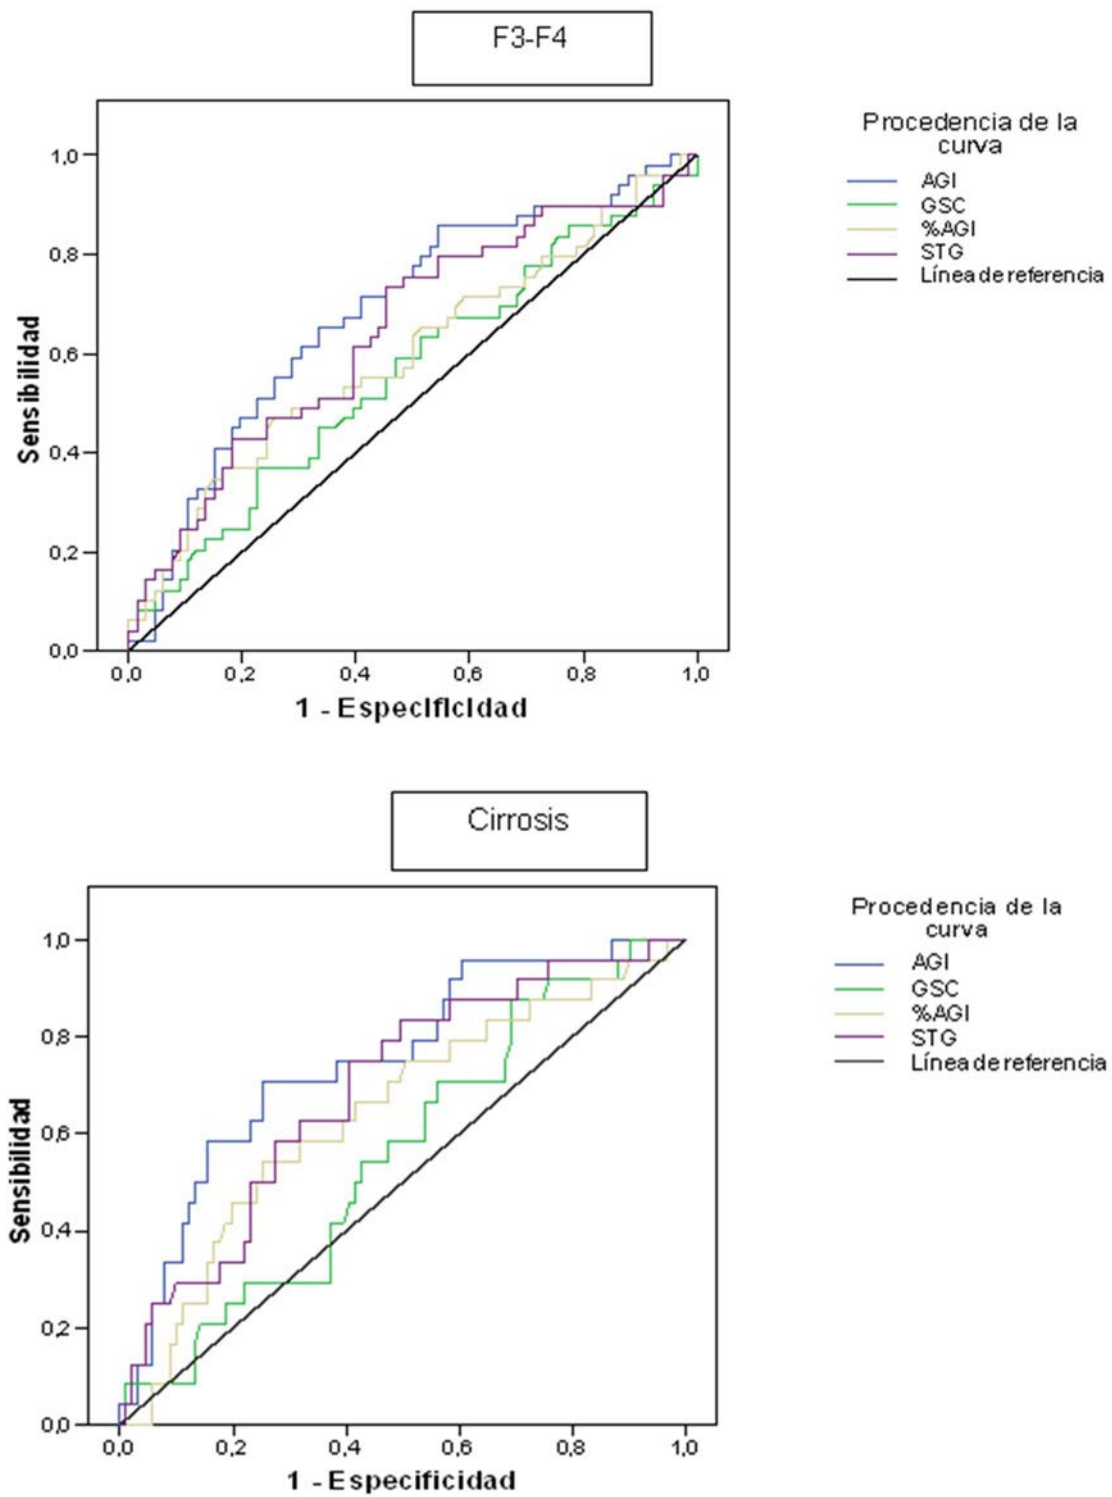 F3-F4
Procedencia de la
curva
AGI
GSC
%AGI
STG
Línea de referencia
Sensibilidad
1,0
0,8
0,6
0,4
0,2
0,0
0,0 0,2 0,4 0,6 0,8 1,0
1 - Especificidad
Cirrosis
Procedencia de la
curva
AGI
GSC
%AGI
STG
Línea de referencia
Sensibilidad
1,0
0,8
0,6
0,4
0,2
0,0
0,0 0,2 0,4 0,6 0,8 1,0
1 - Especificidad